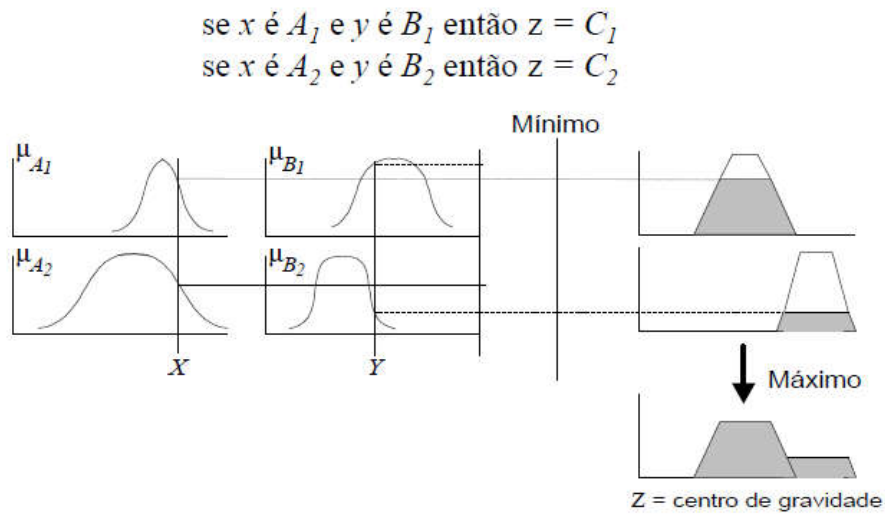 se x é A₁ e y é B₁ então z = C₁
se x é A₂ e y é B₂ então z = C₂
Mínimo
μA₁
μB₁
μA₂
μB₂
X
Y
Máximo
Z = centro de gravidade